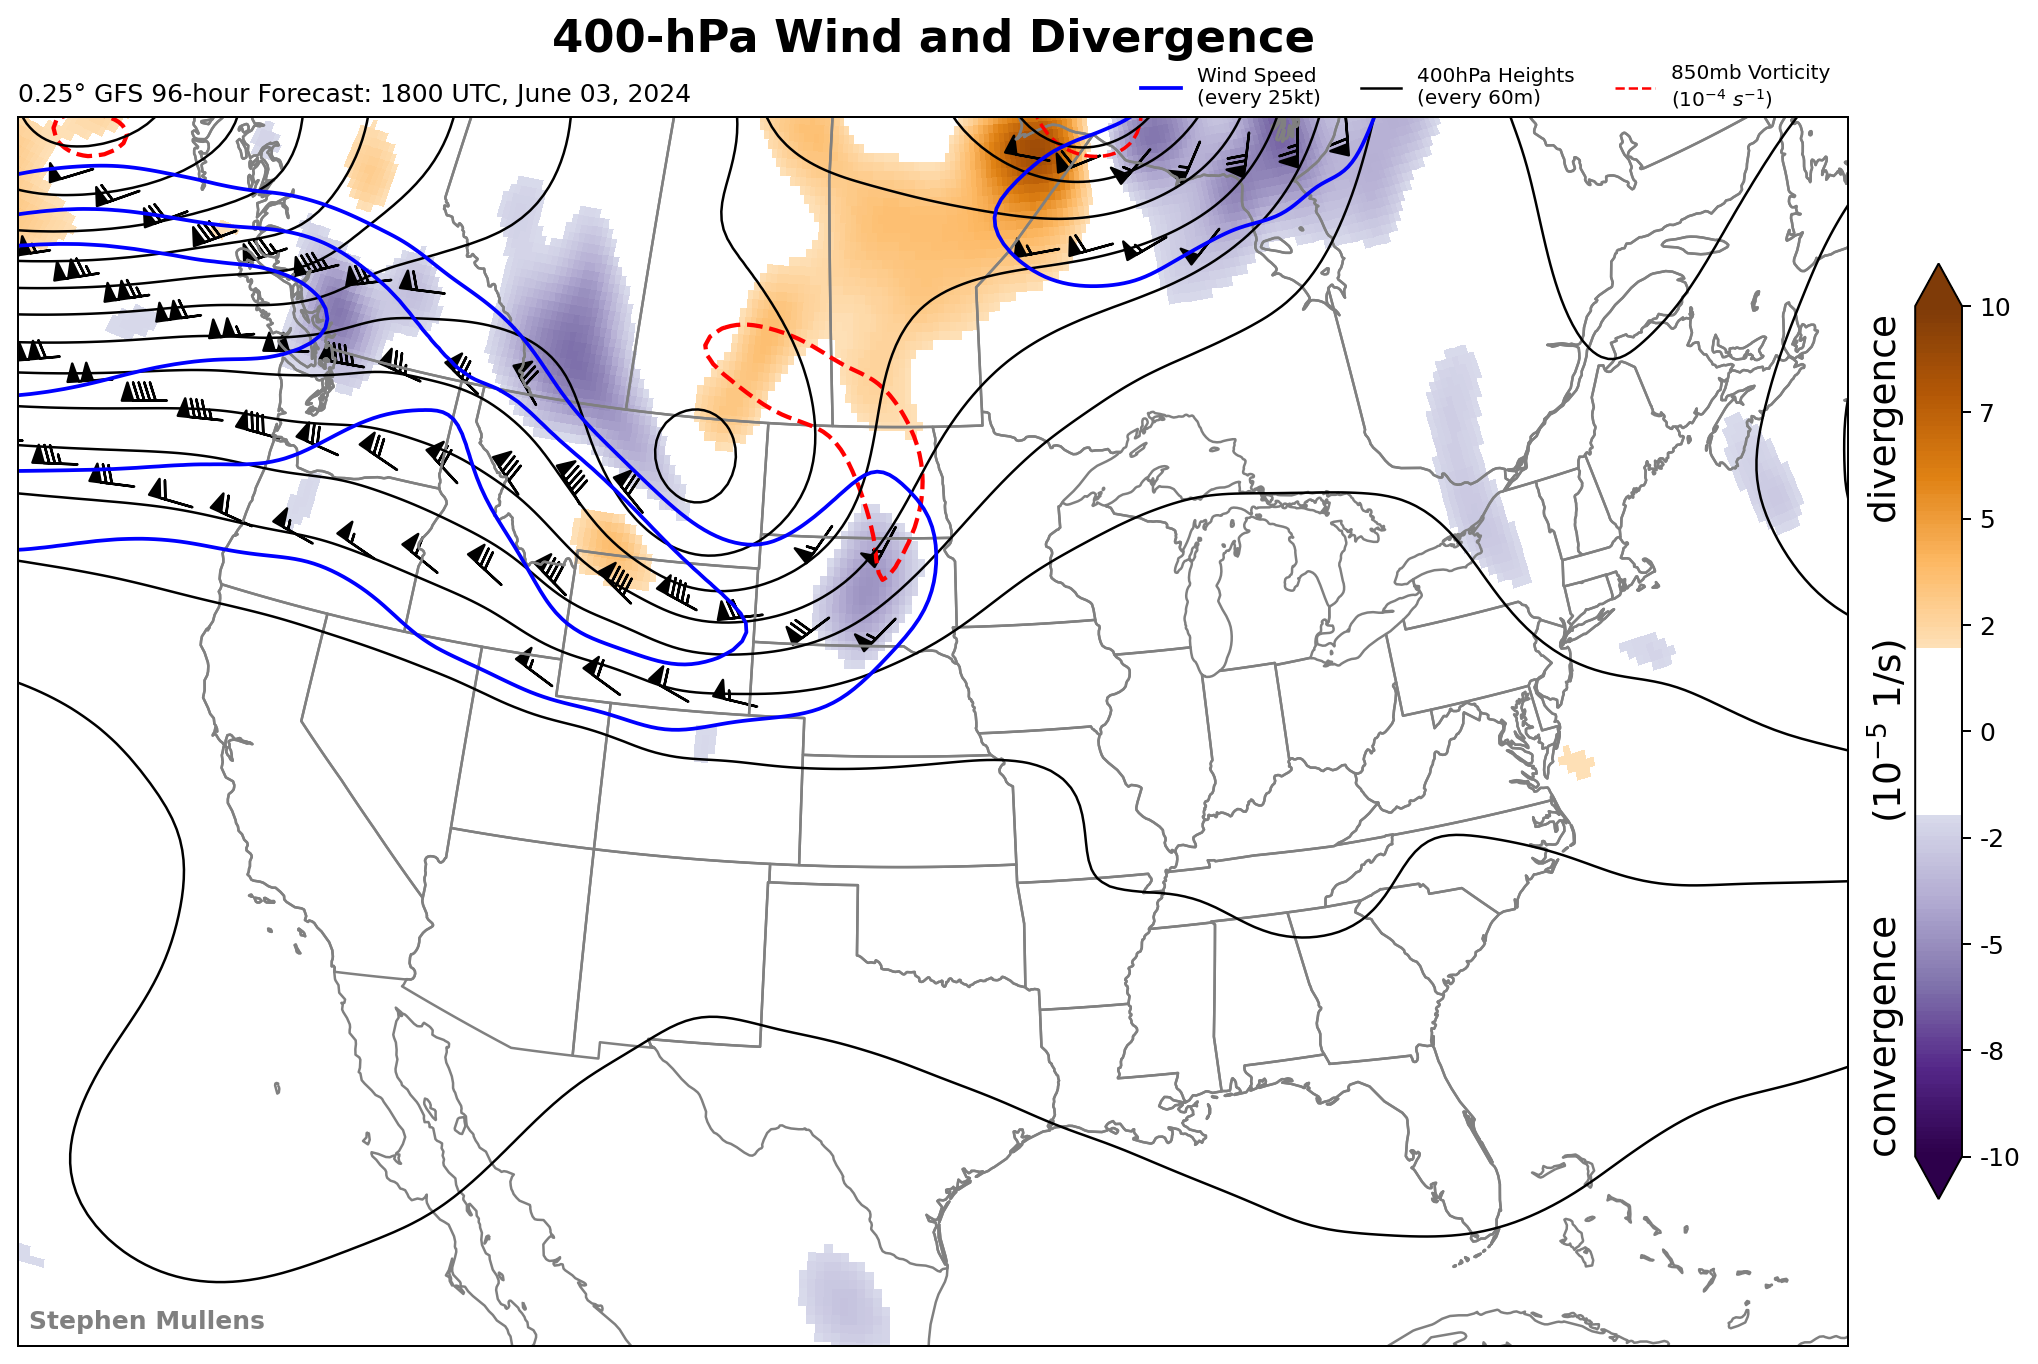 400-hPa Wind and Divergence
0.25° GFS 96-hour Forecast: 1800 UTC, June 03, 2024
Wind Speed
(every 25kt)
400hPa Heights
(every 60m)
850mb Vorticity
(10⁻⁴ s⁻¹)
10
7
5
2
0
-2
-5
-8
-10
convergence (10⁻⁵ 1/s) divergence
Stephen Mullens